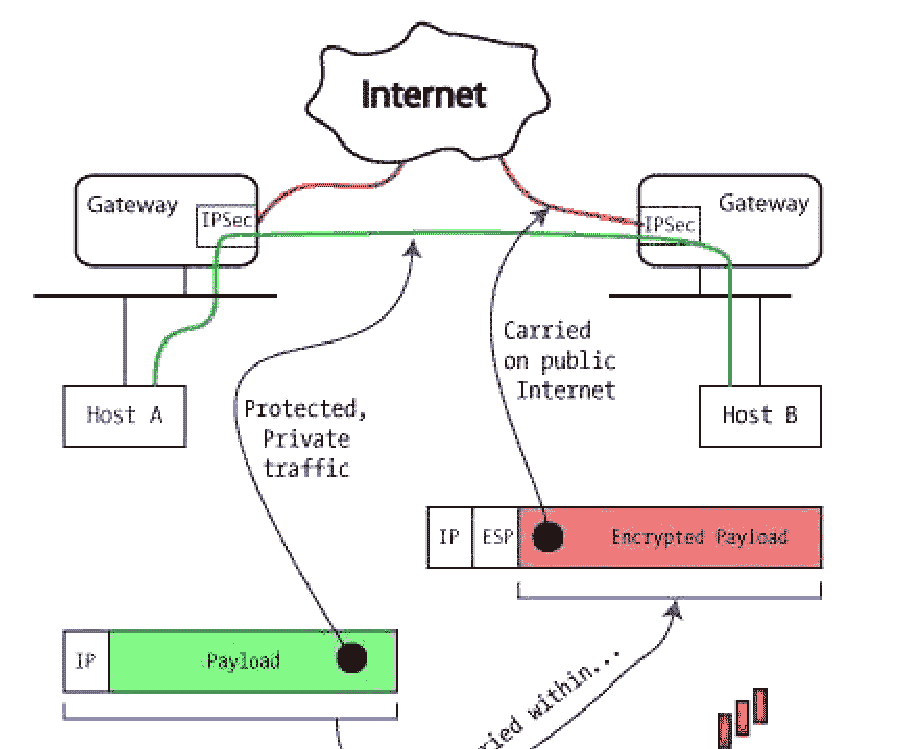 Internet
Gateway
IPSec
Gateway
IPSec
Carried
on public
Internet
Host A
Protected,
Private
traffic
Host B
IP
ESP
Encrypted Payload
IP
Payload
ried within...